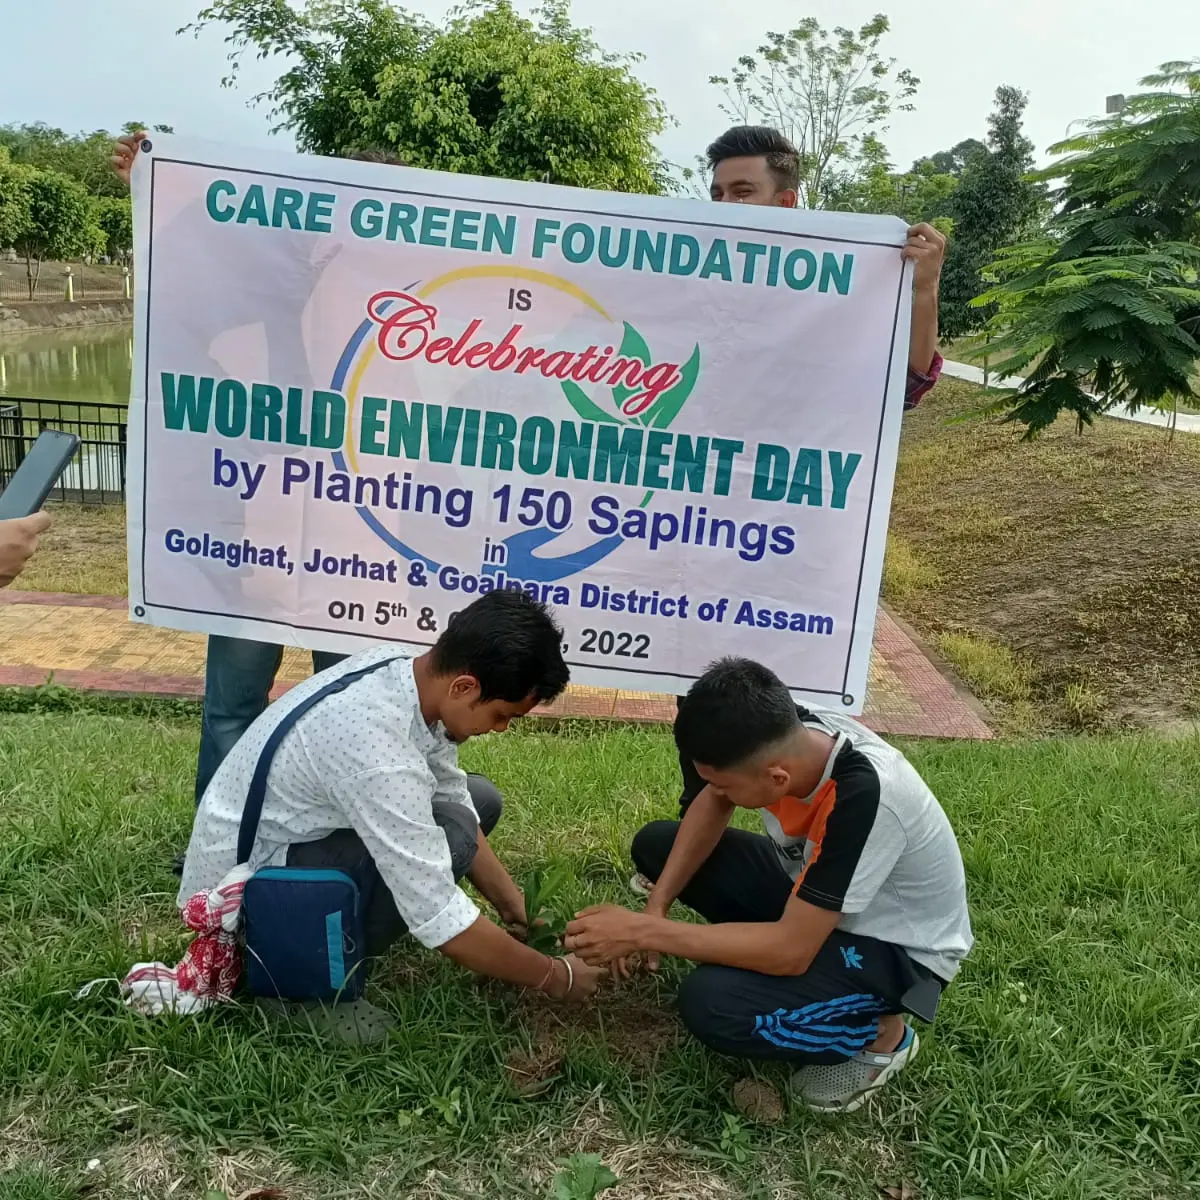 CARE GREEN FOUNDATION
IS
Celebrating
WORLD ENVIRONMENT DAY
by Planting 150 Saplings
in
Golaghat, Jorhat & Goalpara District of Assam
on 5th & , 2022